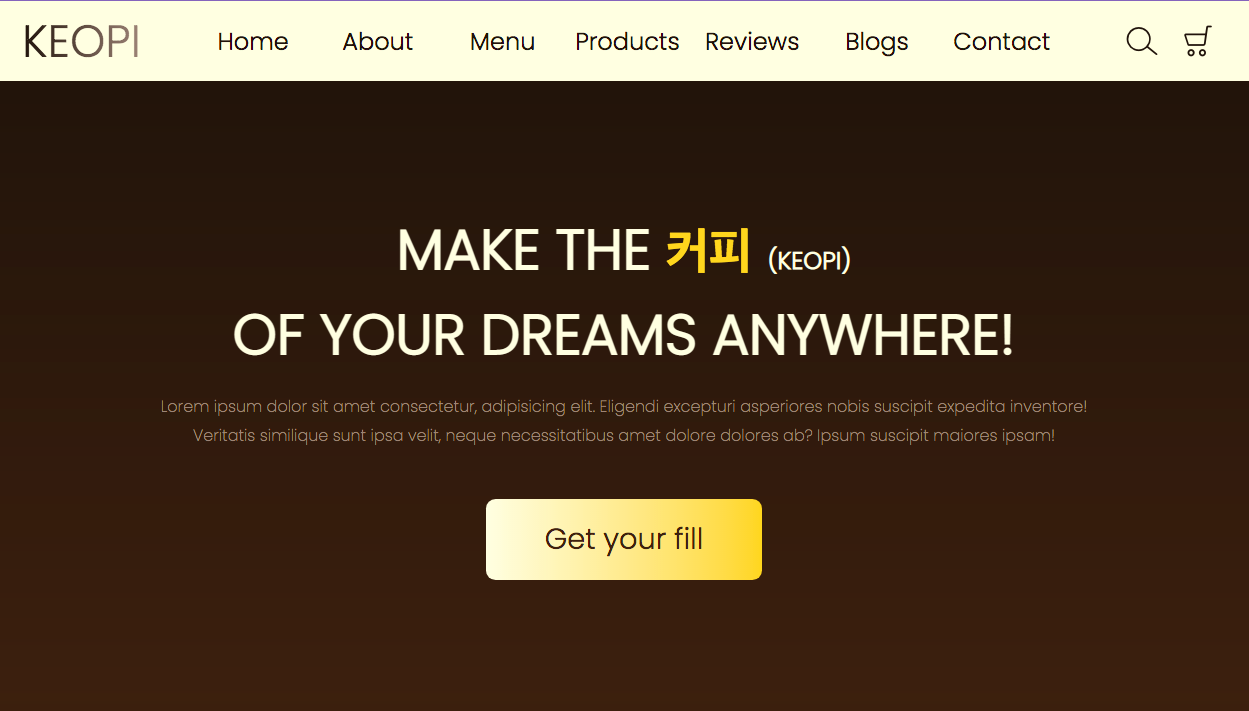 KEOPI Home About Menu Products Reviews Blogs Contact
MAKE THE 커피 (KEOPI)
OF YOUR DREAMS ANYWHERE!
Lorem ipsum dolor sit amet consectetur, adipisicing elit. Eligendi excepturi asperiores nobis suscipit expedita inventore!
Veritatis similique sunt ipsa velit, neque necessitatibus amet dolore dolores ab? Ipsum suscipit maiores ipsam!
Get your fill